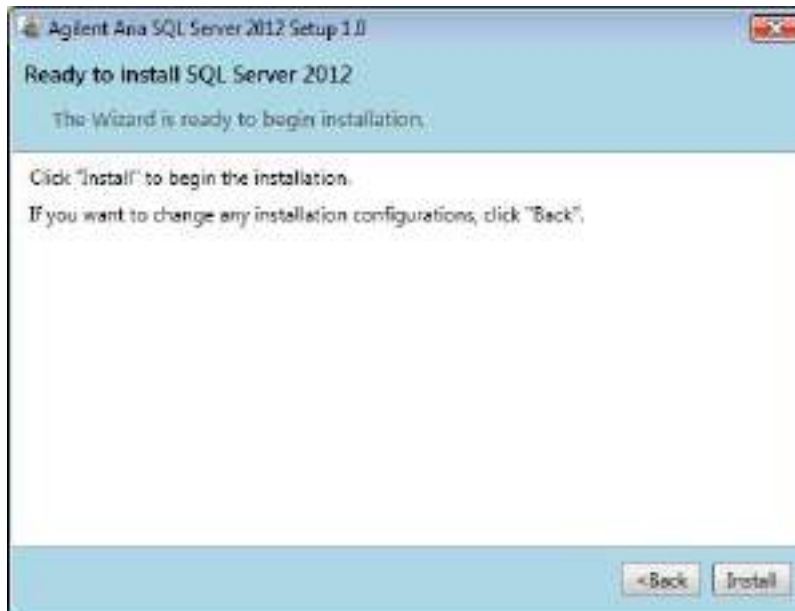 Agilent Aria SQL Server 2012 Setup 1.0
Ready to install SQL Server 2012
The Wizard is ready to begin installation.
Click "Install" to begin the installation.
If you want to change any installation configurations, click "Back".
<Back Install